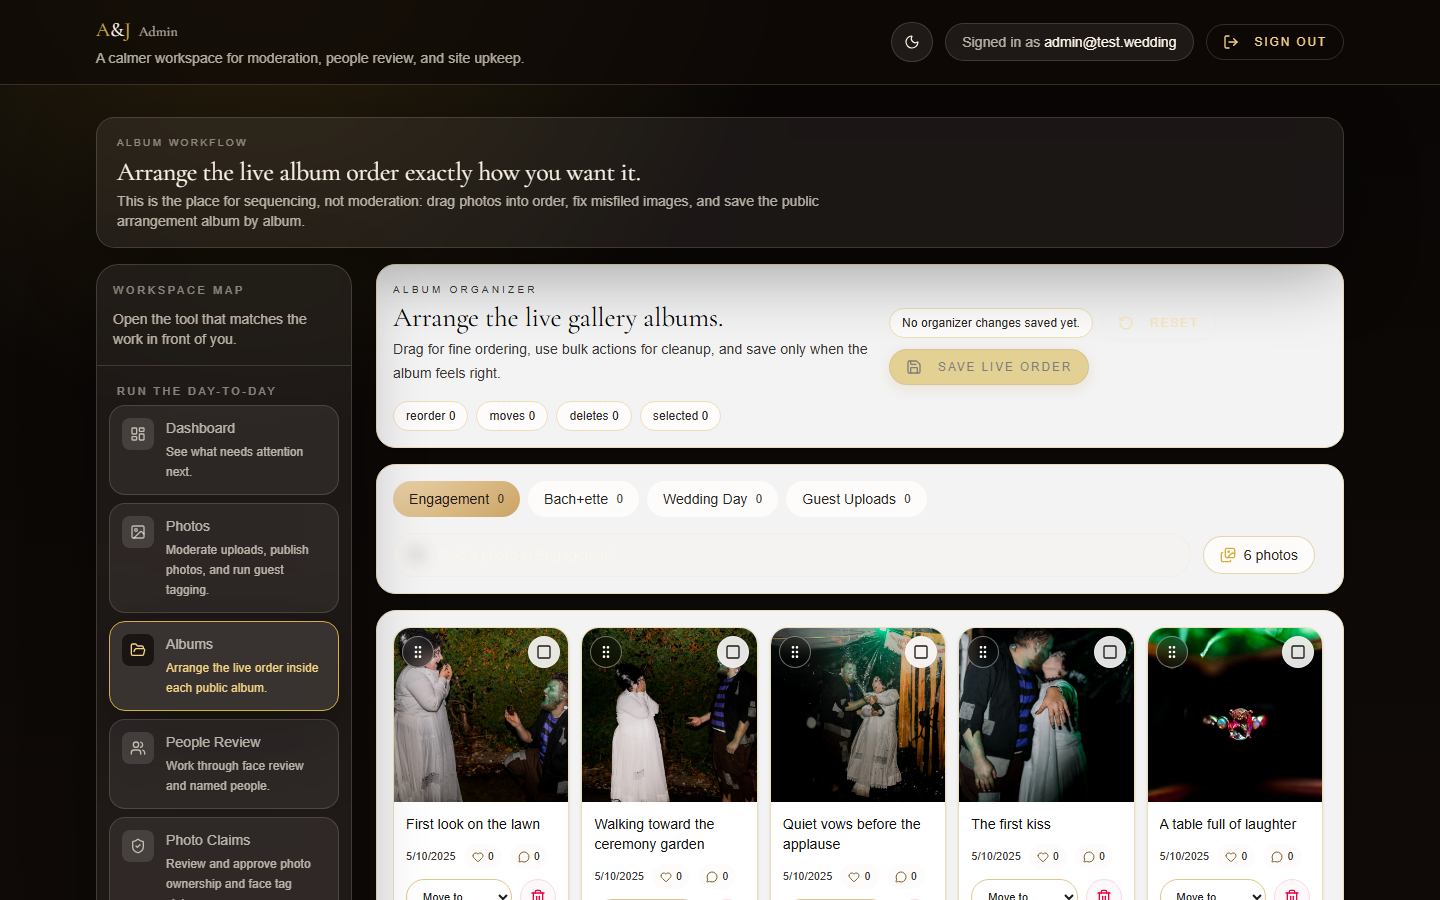 A&J Admin
A calmer workspace for moderation, people review, and site upkeep.
Signed in as admin@test.wedding
SIGN OUT
ALBUM WORKFLOW
Arrange the live album order exactly how you want it.
This is the place for sequencing, not moderation: drag photos into order, fix misfiled images, and save the public
arrangement album by album.
WORKSPACE MAP
Open the tool that matches the
work in front of you.
RUN THE DAY-TO-DAY
Dashboard
See what needs attention
next.
Photos
Moderate uploads, publish
photos, and run guest
tagging.
Albums
Arrange the live order inside
each public album.
People Review
Work through face review
and named people.
Photo Claims
Review and approve photo
ownership and face tag
ALBUM ORGANIZER
Arrange the live gallery albums.
Drag for fine ordering, use bulk actions for cleanup, and save only when the
album feels right.
reorder 0
moves 0
deletes 0
selected 0
No organizer changes saved yet.
RESET
SAVE LIVE ORDER
Engagement 0
Bach+ette 0
Wedding Day 0
Guest Uploads 0
6 photos
First look on the lawn
5/10/2025 0 0
Move to
Walking toward the
ceremony garden
5/10/2025 0 0
Quiet vows before the
applause
5/10/2025 0 0
The first kiss
5/10/2025 0 0
Move to
A table full of laughter
5/10/2025 0 0
Move to